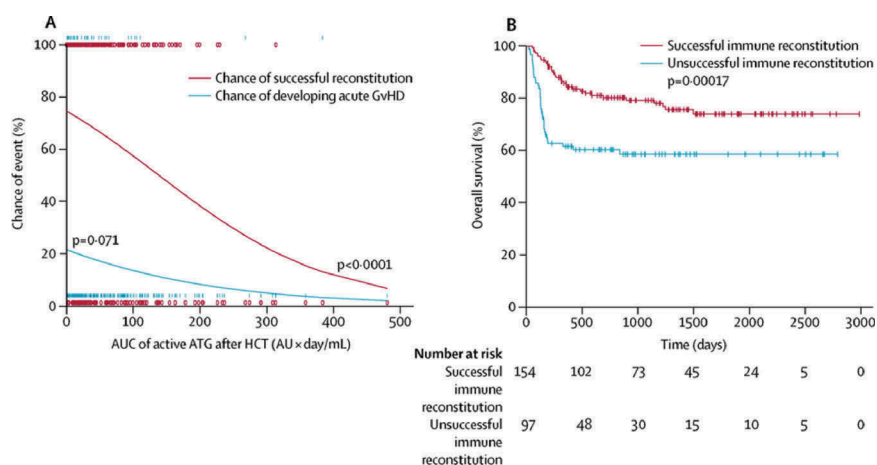 A
100
80
60
40
20
0
Chance of event (%)
Chance of successful reconstitution
Chance of developing acute GvHD
p=0·071
p<0·0001
0 100 200 300 400 500
AUC of active ATG after HCT (AU × day/mL)
B
100
80
60
40
20
0
Overall survival (%)
Successful immune reconstitution
Unsuccessful immune reconstitution
p=0·00017
0 500 1000 1500 2000 2500 3000
Time (days)
Number at risk
Successful 154 102 73 45 24 5 0
immune
reconstitution
Unsuccessful 97 48 30 15 10 5 0
immune
reconstitution